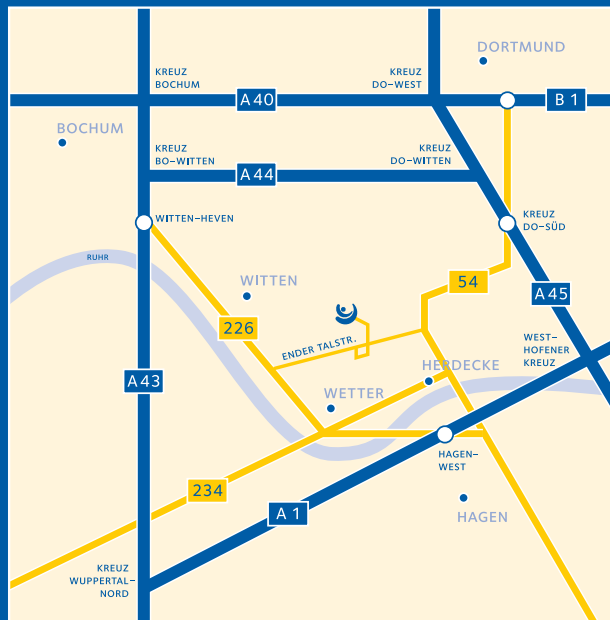 DORTMUND
KREUZ
BOCHUM
KREUZ
DO–WEST
A 40
B 1
BOCHUM
KREUZ
BO–WITTEN
KREUZ
DO–WITTEN
A 44
WITTEN–HEVEN
KREUZ
DO–SÜD
RUHR
WITTEN
54
A 45
226
ENDER TALSTR.
WEST–
HOFENER
KREUZ
A 43
HERDECKE
WETTER
HAGEN–
WEST
234
A 1
HAGEN
KREUZ
WUPPERTAL–
NORD